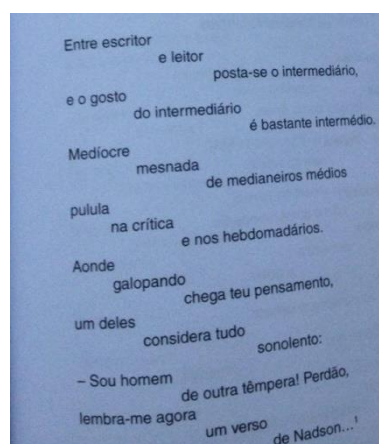 Entre escritor
e leitor
posta-se o intermediário,
e o gosto
do intermediário
é bastante intermédio.
Medíocre
mesnada
de medianeiros médios
pulula
na crítica
e nos hebdomadários.
Aonde
galopando
chega teu pensamento,
um deles
considera tudo
sonolento:
– Sou homem
de outra têmpera! Perdão,
lembra-me agora
um verso
de Nadson...¹